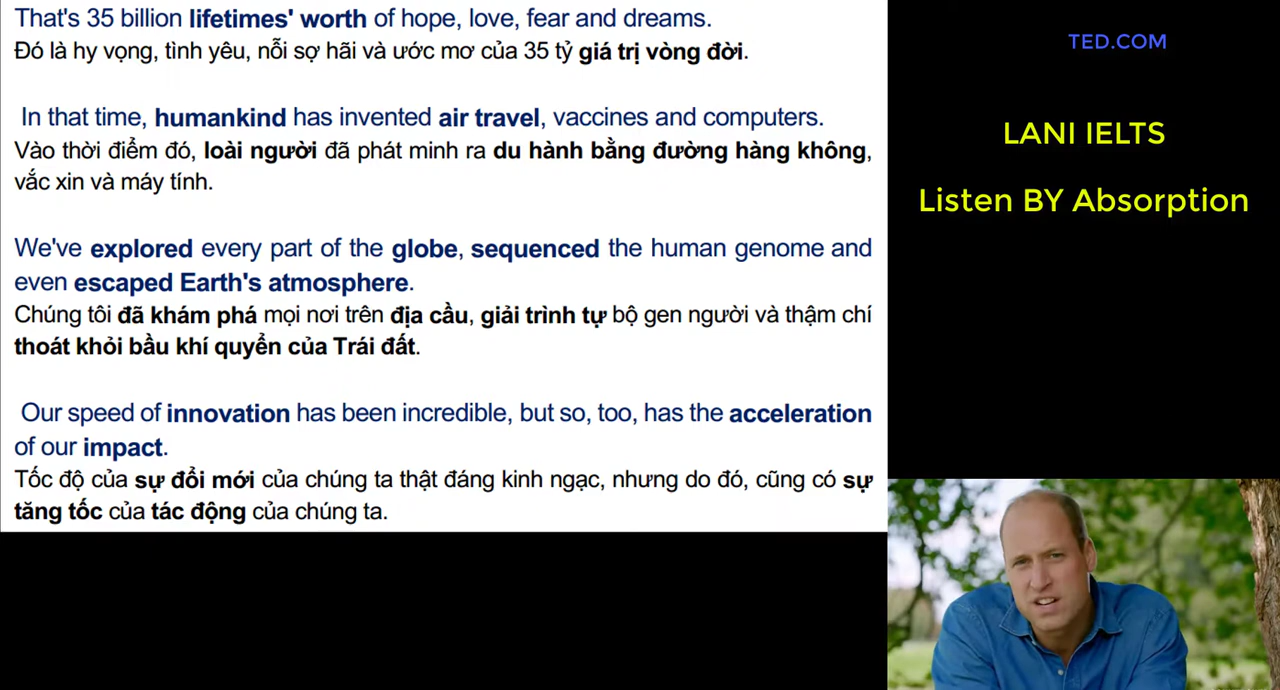 That's 35 billion lifetimes' worth of hope, love, fear and dreams.
Đó là hy vọng, tình yêu, nỗi sợ hãi và ước mơ của 35 tỷ giá trị vòng đời.
In that time, humankind has invented air travel, vaccines and computers.
Vào thời điểm đó, loài người đã phát minh ra du hành bằng đường hàng không,
vắc xin và máy tính.
We've explored every part of the globe, sequenced the human genome and
even escaped Earth's atmosphere.
Chúng tôi đã khám phá mọi nơi trên địa cầu, giải trình tự bộ gen người và thậm chí
thoát khỏi bầu khí quyển của Trái đất.
Our speed of innovation has been incredible, but so, too, has the acceleration
of our impact.
Tốc độ của sự đổi mới của chúng ta thật đáng kinh ngạc, nhưng do đó, cũng có sự
tăng tốc của tác động của chúng ta.
TED.COM
LANI IELTS
Listen BY Absorption